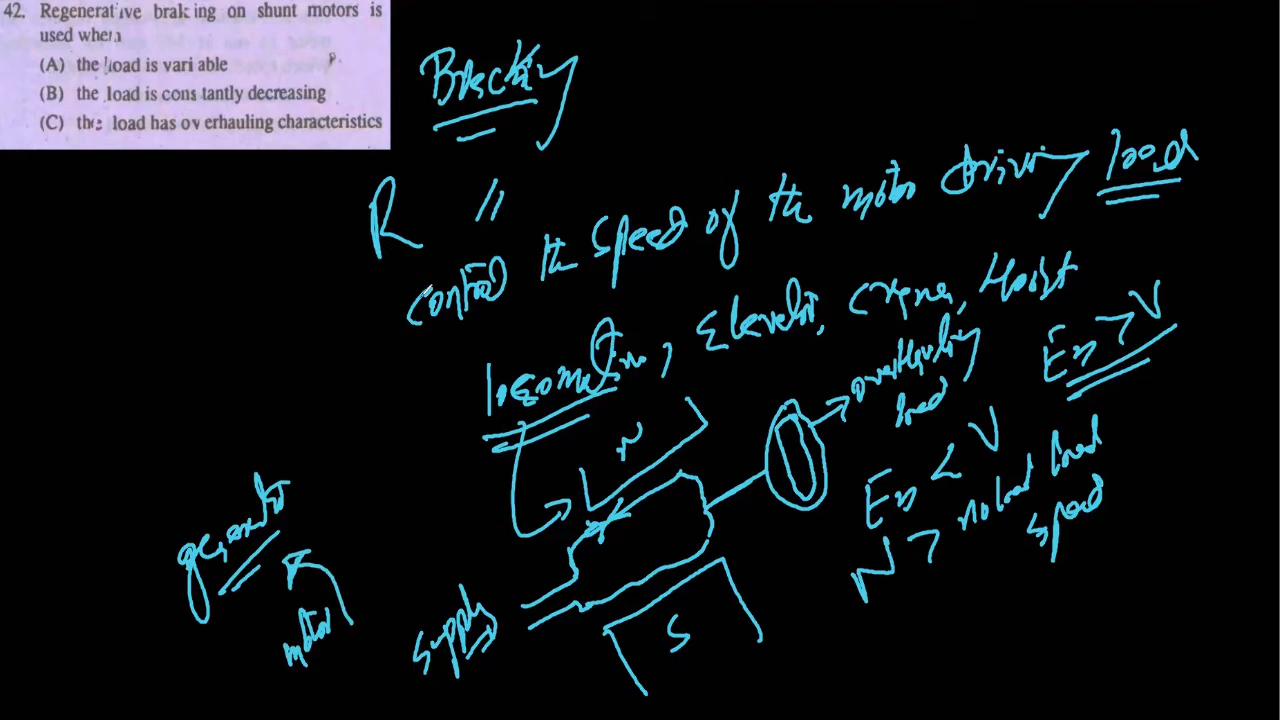 42. Regenerative braking on shunt motors is
used when
(A) the load is variable
(B) the load is constantly decreasing
(C) the load has overhauling characteristics
Braking
R "
control the speed of the motor driving load
locomotive, Elevator, Crane, Hoist
overhauling
load
N
En > V
En < V
N > no load
speed
generator
motor
supply
S